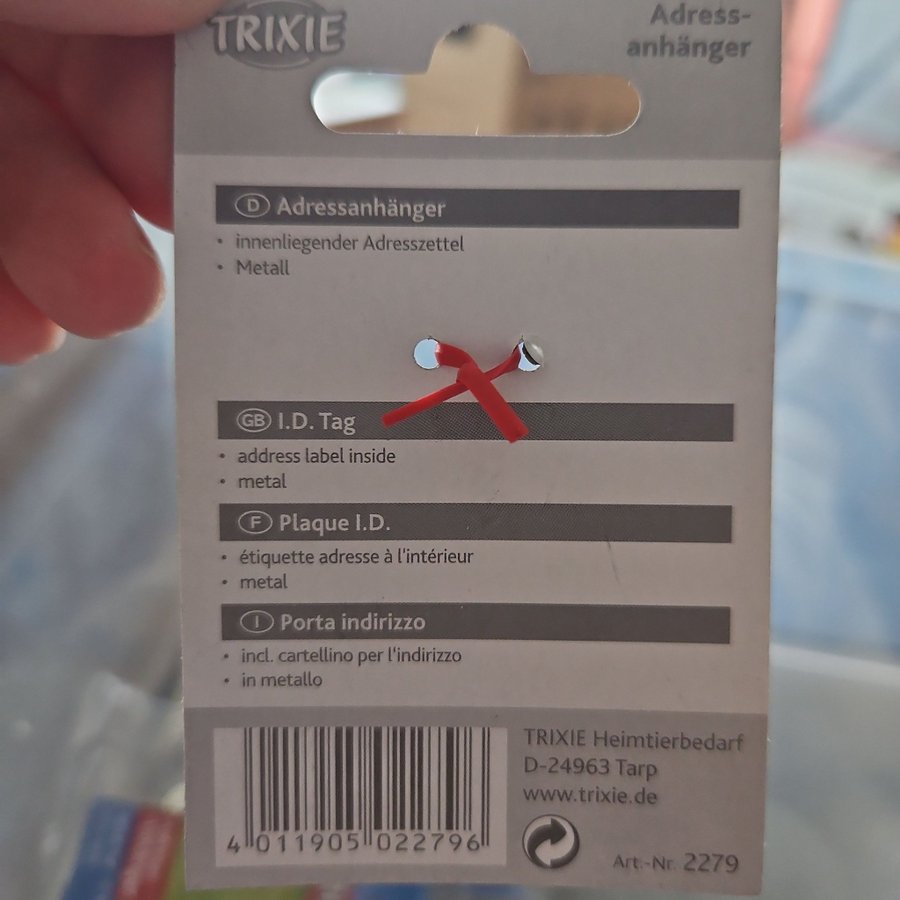 TRIXIE
Adress-
anhänger
D Adressanhänger
• innenliegender Adresszettel
• Metall
GB I.D. Tag
• address label inside
• metal
F Plaque I.D.
• étiquette adresse à l'intérieur
• metal
I Porta indirizzo
• incl. cartellino per l'indirizzo
• in metallo
4 011905 022796
TRIXIE Heimtierbedarf
D-24963 Tarp
www.trixie.de
Art.-Nr. 2279